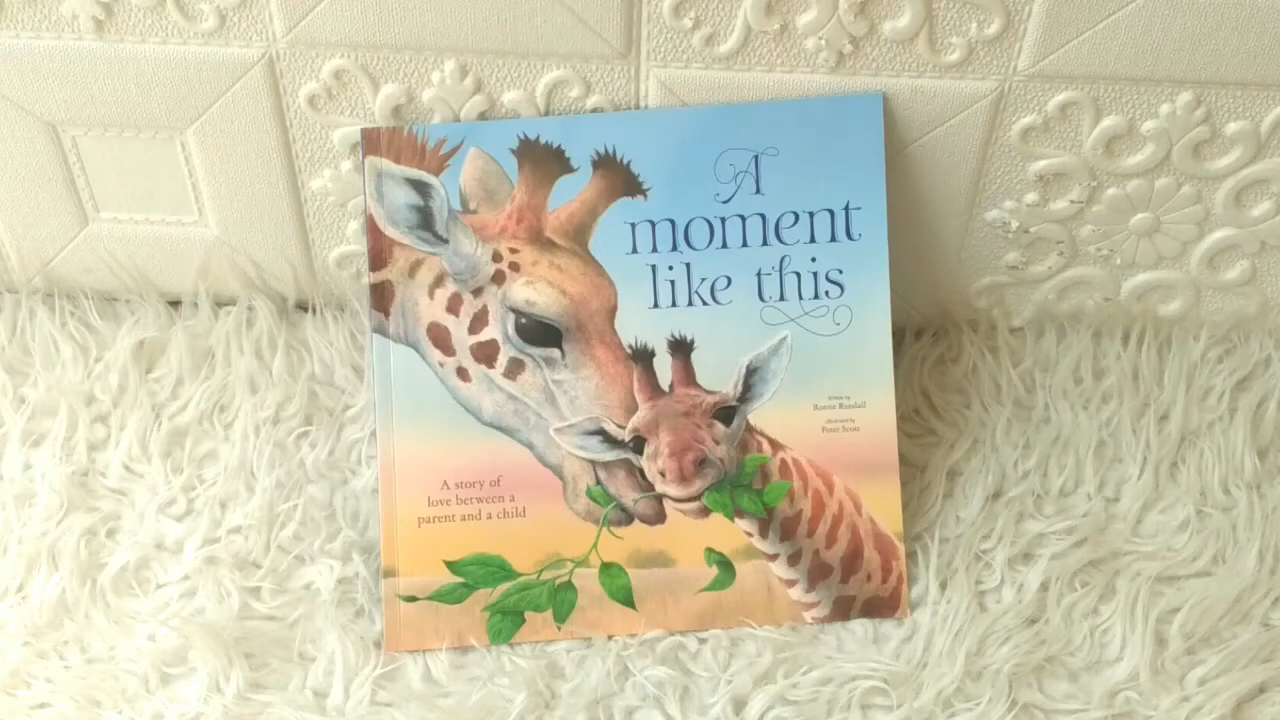 A
moment
like this
written by
Ronne Randall
illustrated by
Peter Scott
A story of
love between a
parent and a child